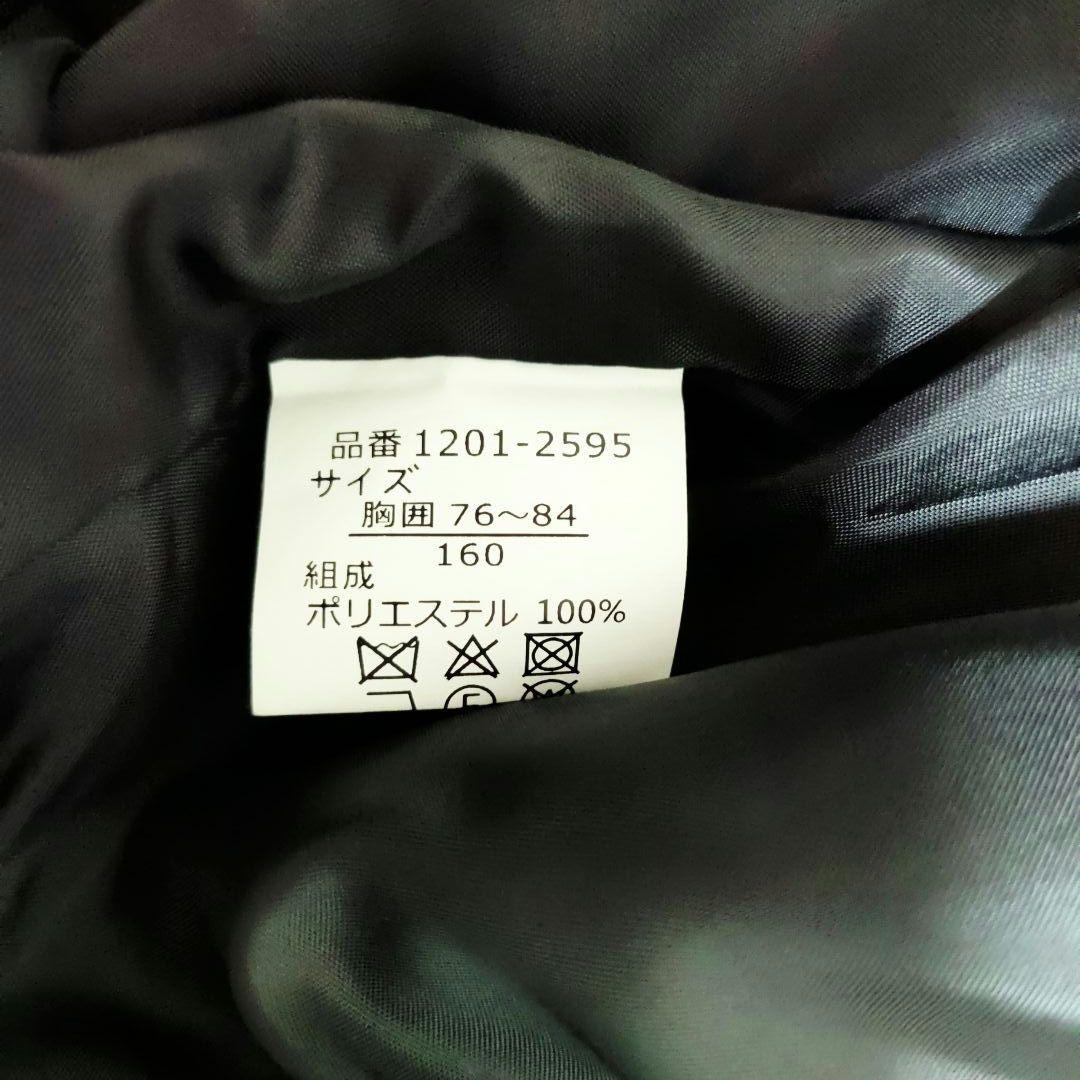 品番 1201-2595
サイズ
胸囲 76～84
160
組成
ポリエステル 100%